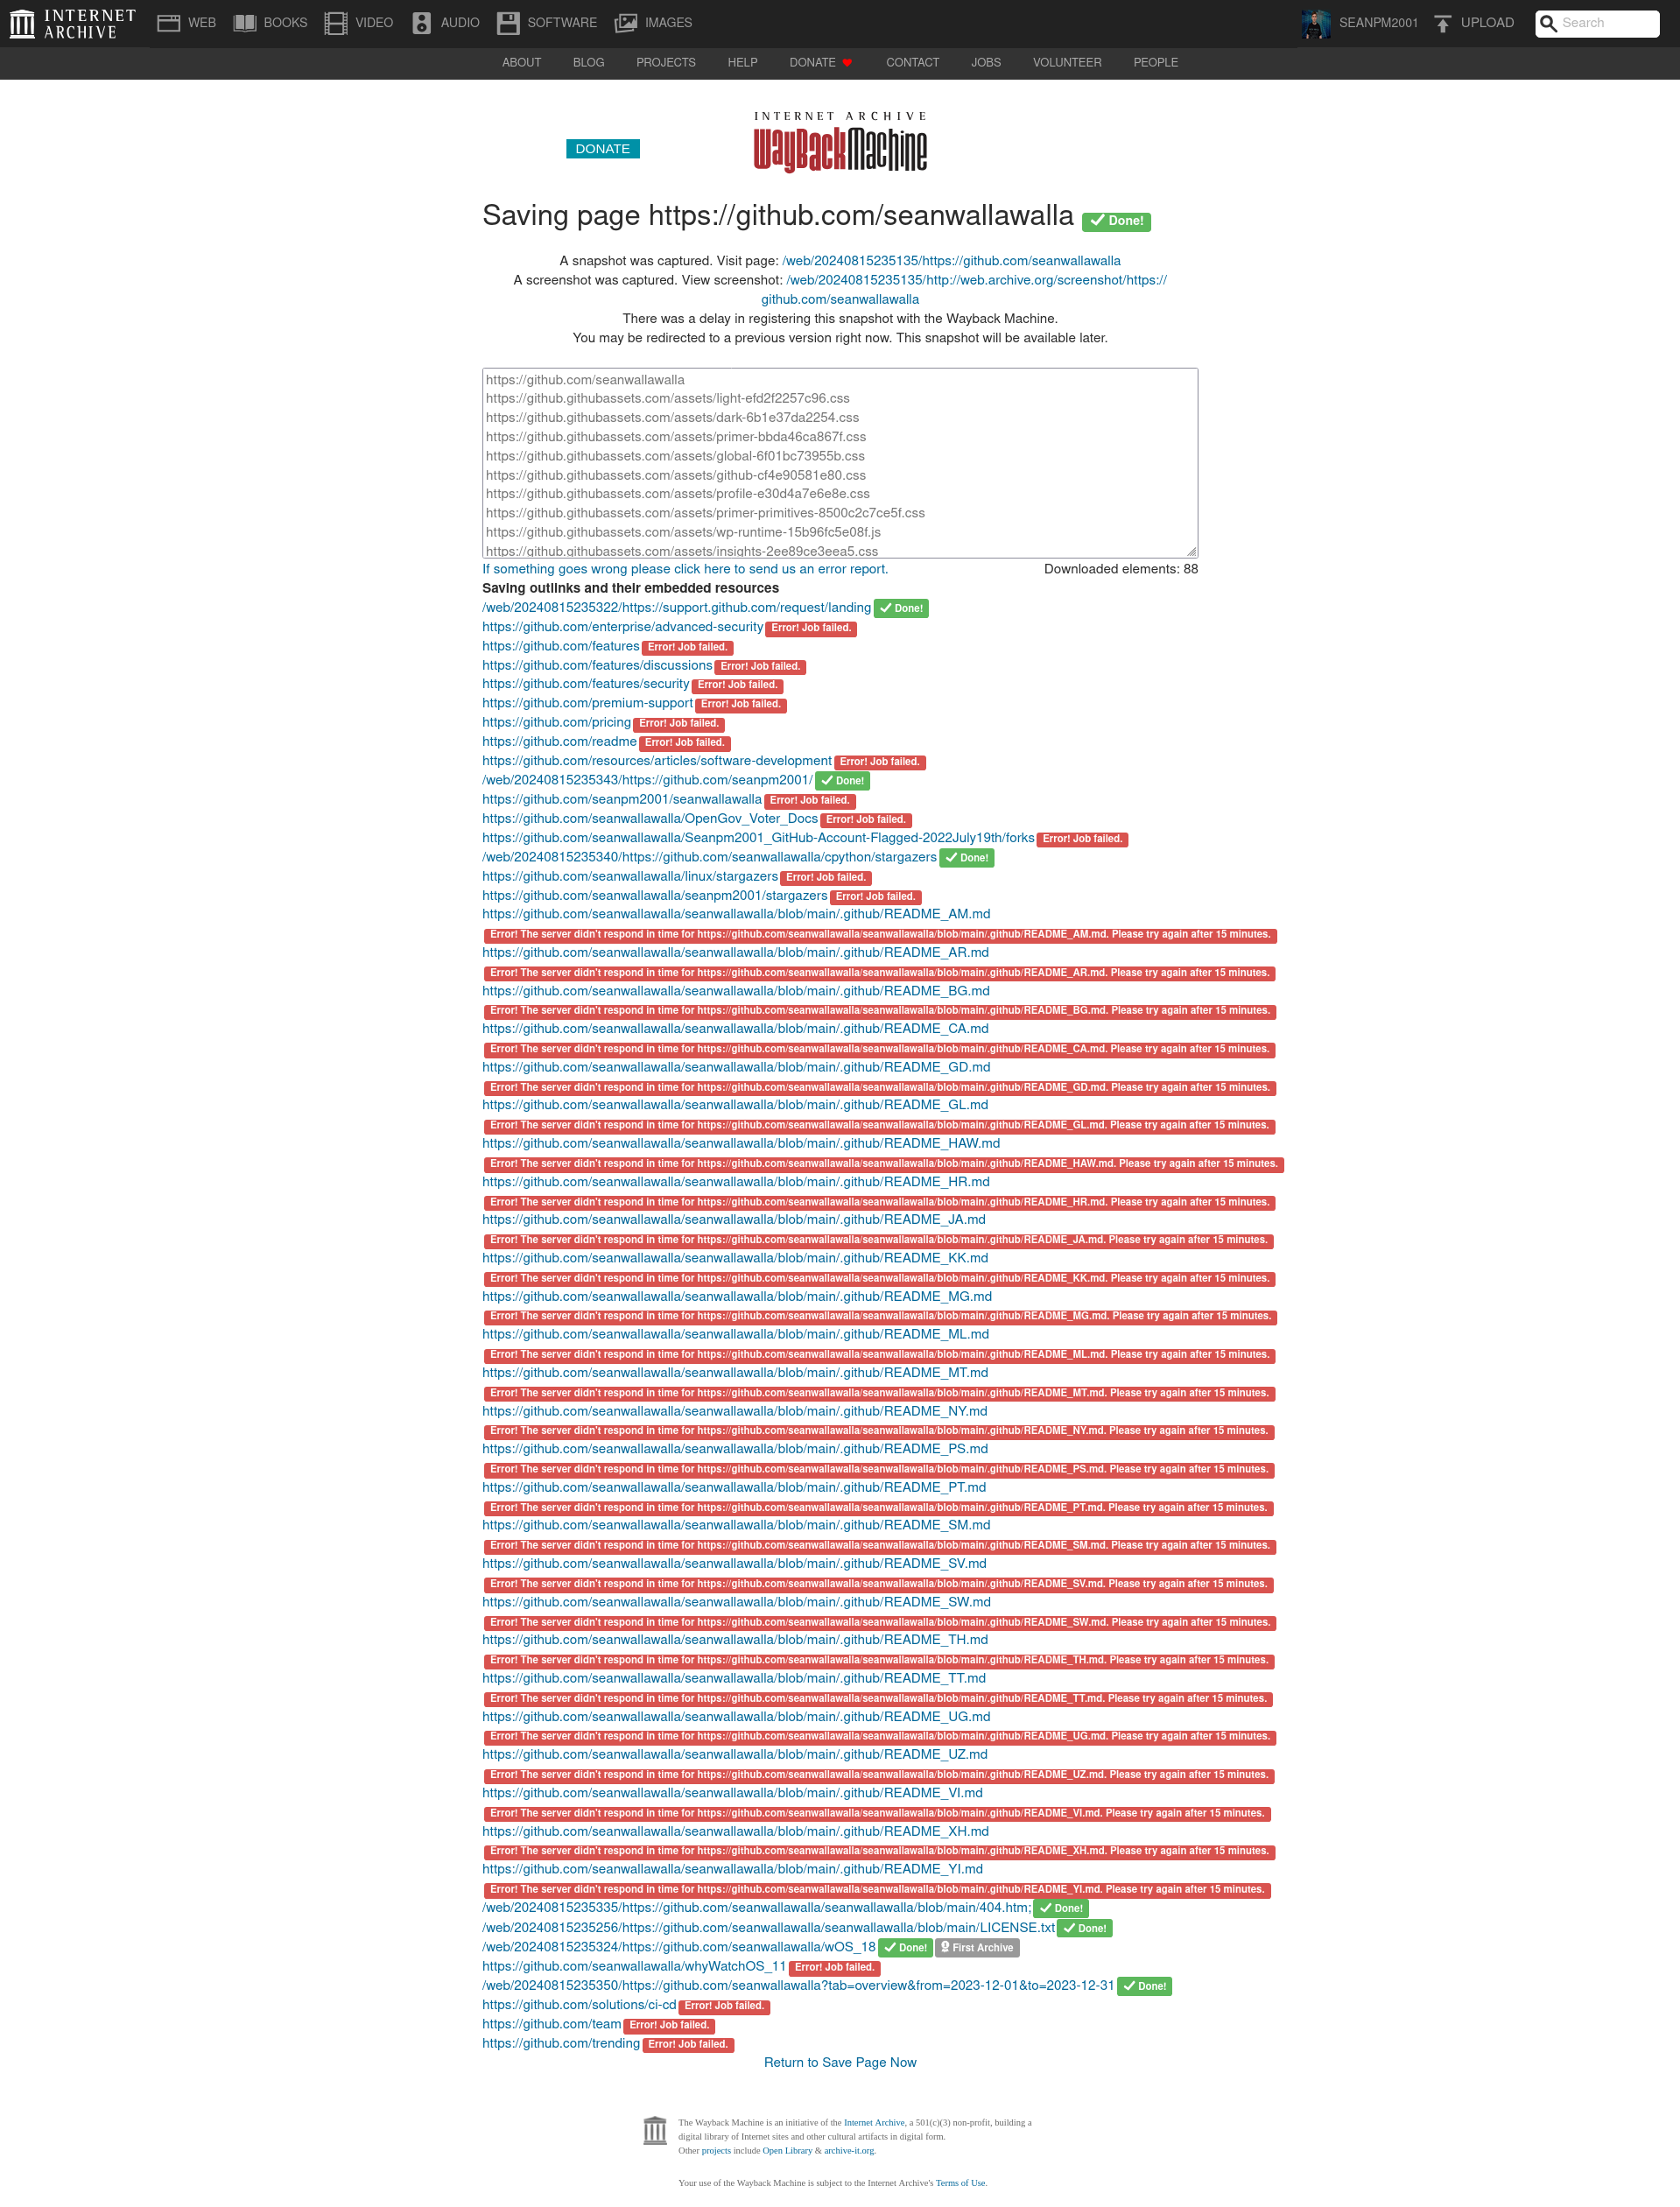 INTERNET ARCHIVE WEB BOOKS VIDEO AUDIO SOFTWARE IMAGES SEANPM2001 UPLOAD Search
ABOUT BLOG PROJECTS HELP DONATE CONTACT JOBS VOLUNTEER PEOPLE
INTERNET ARCHIVE
DONATE WayBackMachine
Saving page https://github.com/seanwallawalla Done!
A snapshot was captured. Visit page: /web/20240815235135/https://github.com/seanwallawalla
A screenshot was captured. View screenshot: /web/20240815235135/http://web.archive.org/screenshot/https://
github.com/seanwallawalla
There was a delay in registering this snapshot with the Wayback Machine.
You may be redirected to a previous version right now. This snapshot will be available later.
https://github.com/seanwallawalla
https://github.githubassets.com/assets/light-efd2f2257c96.css
https://github.githubassets.com/assets/dark-6b1e37da2254.css
https://github.githubassets.com/assets/primer-bbda46ca867f.css
https://github.githubassets.com/assets/global-6f01bc73955b.css
https://github.githubassets.com/assets/github-cf4e90581e80.css
https://github.githubassets.com/assets/profile-e30d4a7e6e8e.css
https://github.githubassets.com/assets/primer-primitives-8500c2c7ce5f.css
https://github.githubassets.com/assets/wp-runtime-15b96fc5e08f.js
https://github.githubassets.com/assets/insights-2ee89ce3eea5.css
If something goes wrong please click here to send us an error report. Downloaded elements: 88
Saving outlinks and their embedded resources
/web/20240815235322/https://support.github.com/request/landing Done!
https://github.com/enterprise/advanced-security Error! Job failed.
https://github.com/features Error! Job failed.
https://github.com/features/discussions Error! Job failed.
https://github.com/features/security Error! Job failed.
https://github.com/premium-support Error! Job failed.
https://github.com/pricing Error! Job failed.
https://github.com/readme Error! Job failed.
https://github.com/resources/articles/software-development Error! Job failed.
/web/20240815235343/https://github.com/seanpm2001/ Done!
https://github.com/seanpm2001/seanwallawalla Error! Job failed.
https://github.com/seanwallawalla/OpenGov_Voter_Docs Error! Job failed.
https://github.com/seanwallawalla/Seanpm2001_GitHub-Account-Flagged-2022July19th/forks Error! Job failed.
/web/20240815235340/https://github.com/seanwallawalla/cpython/stargazers Done!
https://github.com/seanwallawalla/linux/stargazers Error! Job failed.
https://github.com/seanwallawalla/seanpm2001/stargazers Error! Job failed.
https://github.com/seanwallawalla/seanwallawalla/blob/main/.github/README_AM.md
Error! The server didn't respond in time for https://github.com/seanwallawalla/seanwallawalla/blob/main/.github/README_AM.md. Please try again after 15 minutes.
https://github.com/seanwallawalla/seanwallawalla/blob/main/.github/README_AR.md
Error! The server didn't respond in time for https://github.com/seanwallawalla/seanwallawalla/blob/main/.github/README_AR.md. Please try again after 15 minutes.
https://github.com/seanwallawalla/seanwallawalla/blob/main/.github/README_BG.md
Error! The server didn't respond in time for https://github.com/seanwallawalla/seanwallawalla/blob/main/.github/README_BG.md. Please try again after 15 minutes.
https://github.com/seanwallawalla/seanwallawalla/blob/main/.github/README_CA.md
Error! The server didn't respond in time for https://github.com/seanwallawalla/seanwallawalla/blob/main/.github/README_CA.md. Please try again after 15 minutes.
https://github.com/seanwallawalla/seanwallawalla/blob/main/.github/README_GD.md
Error! The server didn't respond in time for https://github.com/seanwallawalla/seanwallawalla/blob/main/.github/README_GD.md. Please try again after 15 minutes.
https://github.com/seanwallawalla/seanwallawalla/blob/main/.github/README_GL.md
Error! The server didn't respond in time for https://github.com/seanwallawalla/seanwallawalla/blob/main/.github/README_GL.md. Please try again after 15 minutes.
https://github.com/seanwallawalla/seanwallawalla/blob/main/.github/README_HAW.md
Error! The server didn't respond in time for https://github.com/seanwallawalla/seanwallawalla/blob/main/.github/README_HAW.md. Please try again after 15 minutes.
https://github.com/seanwallawalla/seanwallawalla/blob/main/.github/README_HR.md
Error! The server didn't respond in time for https://github.com/seanwallawalla/seanwallawalla/blob/main/.github/README_HR.md. Please try again after 15 minutes.
https://github.com/seanwallawalla/seanwallawalla/blob/main/.github/README_JA.md
Error! The server didn't respond in time for https://github.com/seanwallawalla/seanwallawalla/blob/main/.github/README_JA.md. Please try again after 15 minutes.
https://github.com/seanwallawalla/seanwallawalla/blob/main/.github/README_KK.md
Error! The server didn't respond in time for https://github.com/seanwallawalla/seanwallawalla/blob/main/.github/README_KK.md. Please try again after 15 minutes.
https://github.com/seanwallawalla/seanwallawalla/blob/main/.github/README_MG.md
Error! The server didn't respond in time for https://github.com/seanwallawalla/seanwallawalla/blob/main/.github/README_MG.md. Please try again after 15 minutes.
https://github.com/seanwallawalla/seanwallawalla/blob/main/.github/README_ML.md
Error! The server didn't respond in time for https://github.com/seanwallawalla/seanwallawalla/blob/main/.github/README_ML.md. Please try again after 15 minutes.
https://github.com/seanwallawalla/seanwallawalla/blob/main/.github/README_MT.md
Error! The server didn't respond in time for https://github.com/seanwallawalla/seanwallawalla/blob/main/.github/README_MT.md. Please try again after 15 minutes.
https://github.com/seanwallawalla/seanwallawalla/blob/main/.github/README_NY.md
Error! The server didn't respond in time for https://github.com/seanwallawalla/seanwallawalla/blob/main/.github/README_NY.md. Please try again after 15 minutes.
https://github.com/seanwallawalla/seanwallawalla/blob/main/.github/README_PS.md
Error! The server didn't respond in time for https://github.com/seanwallawalla/seanwallawalla/blob/main/.github/README_PS.md. Please try again after 15 minutes.
https://github.com/seanwallawalla/seanwallawalla/blob/main/.github/README_PT.md
Error! The server didn't respond in time for https://github.com/seanwallawalla/seanwallawalla/blob/main/.github/README_PT.md. Please try again after 15 minutes.
https://github.com/seanwallawalla/seanwallawalla/blob/main/.github/README_SM.md
Error! The server didn't respond in time for https://github.com/seanwallawalla/seanwallawalla/blob/main/.github/README_SM.md. Please try again after 15 minutes.
https://github.com/seanwallawalla/seanwallawalla/blob/main/.github/README_SV.md
Error! The server didn't respond in time for https://github.com/seanwallawalla/seanwallawalla/blob/main/.github/README_SV.md. Please try again after 15 minutes.
https://github.com/seanwallawalla/seanwallawalla/blob/main/.github/README_SW.md
Error! The server didn't respond in time for https://github.com/seanwallawalla/seanwallawalla/blob/main/.github/README_SW.md. Please try again after 15 minutes.
https://github.com/seanwallawalla/seanwallawalla/blob/main/.github/README_TH.md
Error! The server didn't respond in time for https://github.com/seanwallawalla/seanwallawalla/blob/main/.github/README_TH.md. Please try again after 15 minutes.
https://github.com/seanwallawalla/seanwallawalla/blob/main/.github/README_TT.md
Error! The server didn't respond in time for https://github.com/seanwallawalla/seanwallawalla/blob/main/.github/README_TT.md. Please try again after 15 minutes.
https://github.com/seanwallawalla/seanwallawalla/blob/main/.github/README_UG.md
Error! The server didn't respond in time for https://github.com/seanwallawalla/seanwallawalla/blob/main/.github/README_UG.md. Please try again after 15 minutes.
https://github.com/seanwallawalla/seanwallawalla/blob/main/.github/README_UZ.md
Error! The server didn't respond in time for https://github.com/seanwallawalla/seanwallawalla/blob/main/.github/README_UZ.md. Please try again after 15 minutes.
https://github.com/seanwallawalla/seanwallawalla/blob/main/.github/README_VI.md
Error! The server didn't respond in time for https://github.com/seanwallawalla/seanwallawalla/blob/main/.github/README_VI.md. Please try again after 15 minutes.
https://github.com/seanwallawalla/seanwallawalla/blob/main/.github/README_XH.md
Error! The server didn't respond in time for https://github.com/seanwallawalla/seanwallawalla/blob/main/.github/README_XH.md. Please try again after 15 minutes.
https://github.com/seanwallawalla/seanwallawalla/blob/main/.github/README_YI.md
Error! The server didn't respond in time for https://github.com/seanwallawalla/seanwallawalla/blob/main/.github/README_YI.md. Please try again after 15 minutes.
/web/20240815235335/https://github.com/seanwallawalla/seanwallawalla/blob/main/404.htm; Done!
/web/20240815235256/https://github.com/seanwallawalla/seanwallawalla/blob/main/LICENSE.txt Done!
/web/20240815235324/https://github.com/seanwallawalla/wOS_18 Done! First Archive
https://github.com/seanwallawalla/whyWatchOS_11 Error! Job failed.
/web/20240815235350/https://github.com/seanwallawalla?tab=overview&from=2023-12-01&to=2023-12-31 Done!
https://github.com/solutions/ci-cd Error! Job failed.
https://github.com/team Error! Job failed.
https://github.com/trending Error! Job failed.
Return to Save Page Now
The Wayback Machine is an initiative of the Internet Archive, a 501(c)(3) non-profit, building a
digital library of Internet sites and other cultural artifacts in digital form.
Other projects include Open Library & archive-it.org.
Your use of the Wayback Machine is subject to the Internet Archive's Terms of Use.